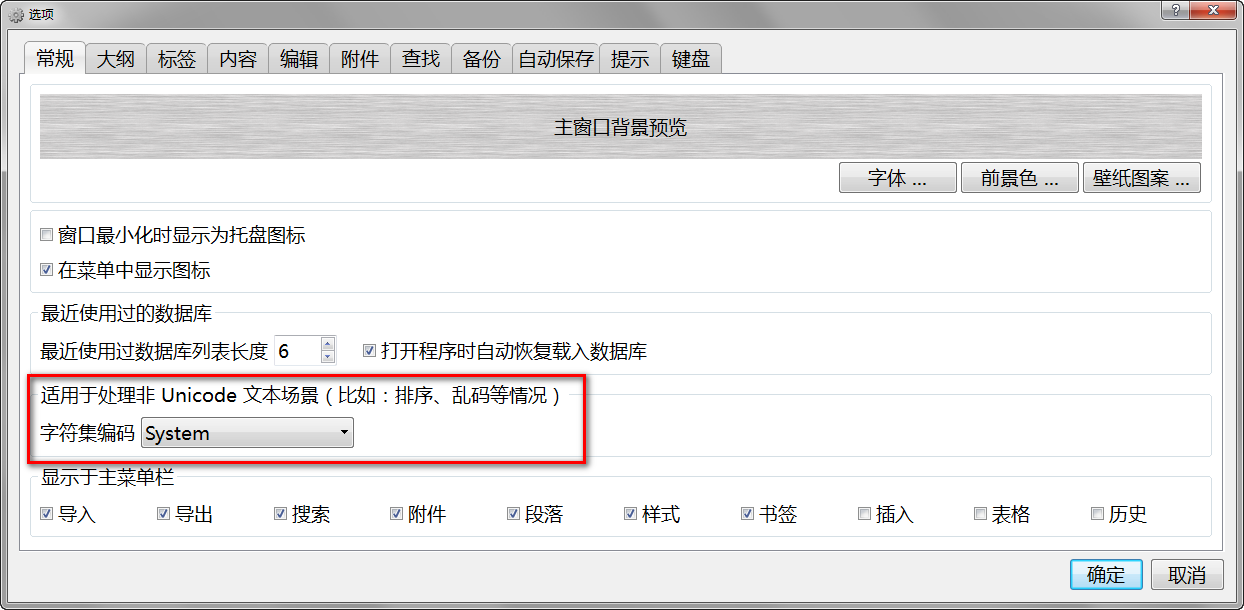 选项
常规 大纲 标签 内容 编辑 附件 查找 备份 自动保存 提示 键盘
主窗口背景预览
字体 ... 前景色 ... 壁纸图案 ...
窗口最小化时显示为托盘图标
在菜单中显示图标
最近使用过的数据库
最近使用过数据库列表长度 6 打开程序时自动恢复载入数据库
适用于处理非 Unicode 文本场景（比如：排序、乱码等情况）
字符集编码 System
显示于主菜单栏
导入 导出 搜索 附件 段落 样式 书签 插入 表格 历史
确定 取消